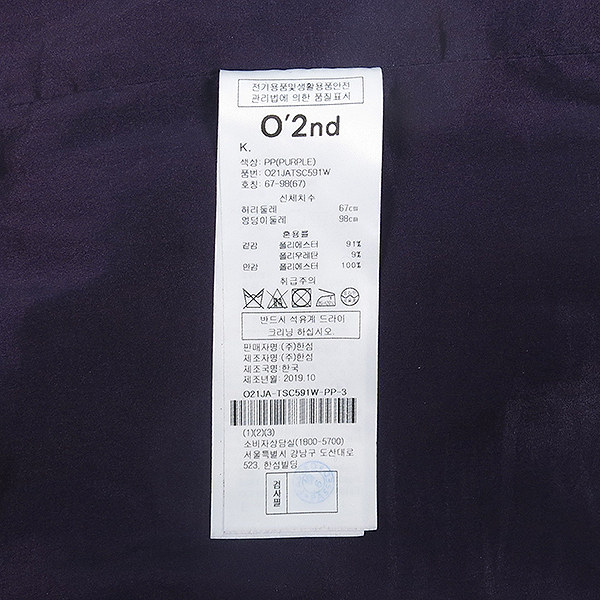 전기용품및생활용품안전
관리법에 의한 품질표시
O'2nd
K.
색상: PP(PURPLE)
품번: O21JATSC591W
호칭: 67-98(67)
신체치수
허리둘레 67cm
엉덩이둘레 98cm
혼용률
겉감 폴리에스터 91%
폴리우레탄 9%
안감 폴리에스터 100%
취급주의
반드시 석유계 드라이
크리닝 하십시오.
판매자명:(주)한섬
제조자명:(주)한섬
제조국명:한국
제조년월: 2019.10
O21JA-TSC591W-PP-3
(1)(2)(3)
소비자상담실(1800-5700)
서울특별시 강남구 도산대로
523, 한섬빌딩
검사필